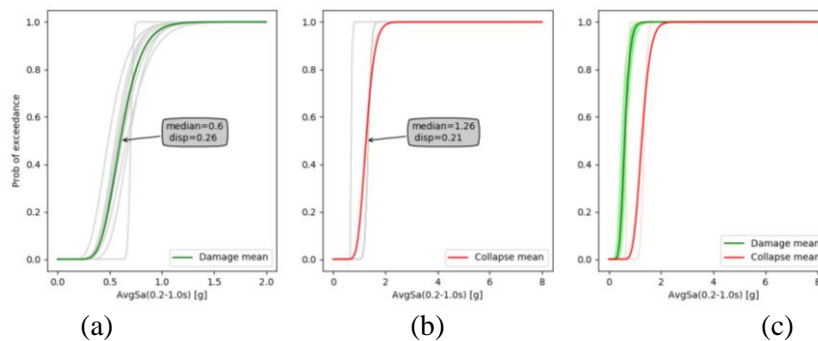 Prob of exceedance
1.0
0.8
0.6
0.4
0.2
0.0
median=0.6
disp=0.26
Damage mean
0.0 0.5 1.0 1.5 2.0
AvgSa(0.2-1.0s) [g]
(a)
1.0
0.8
0.6
0.4
0.2
0.0
median=1.26
disp=0.21
Collapse mean
0 2 4 6 8
AvgSa(0.2-1.0s) [g]
(b)
1.0
0.8
0.6
0.4
0.2
0.0
Damage mean
Collapse mean
0 2 4 6 8
AvgSa(0.2-1.0s) [g]
(c)